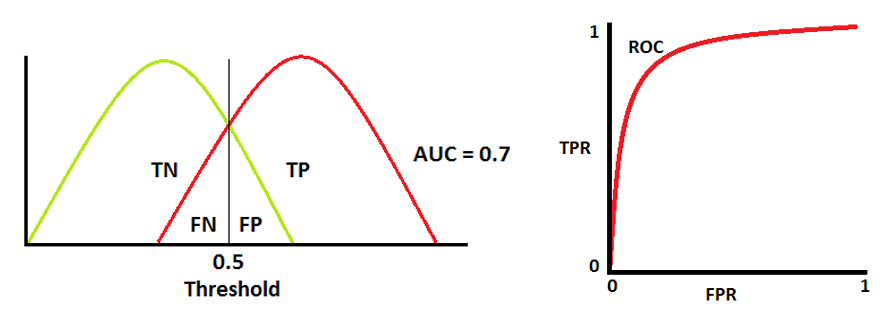 TN
TP
FN
FP
AUC = 0.7
0.5
Threshold
1
ROC
TPR
0
0
FPR
1